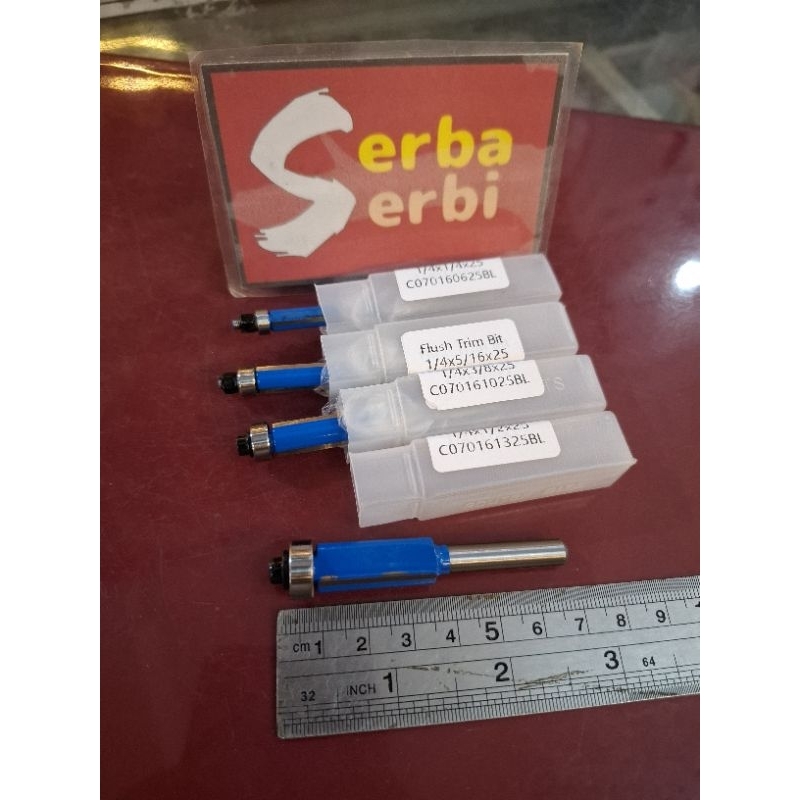 Serba
Serbi
1/4x1/4x25
C070160625BL
Flush Trim Bit
1/4x5/16x25
1/4x3/8x25
C070161025BL
S
1/4x1/2x25
C070161325BL
cm 1 2 3 4 5 6 7 8 9
32 INCH 1 2 3 64